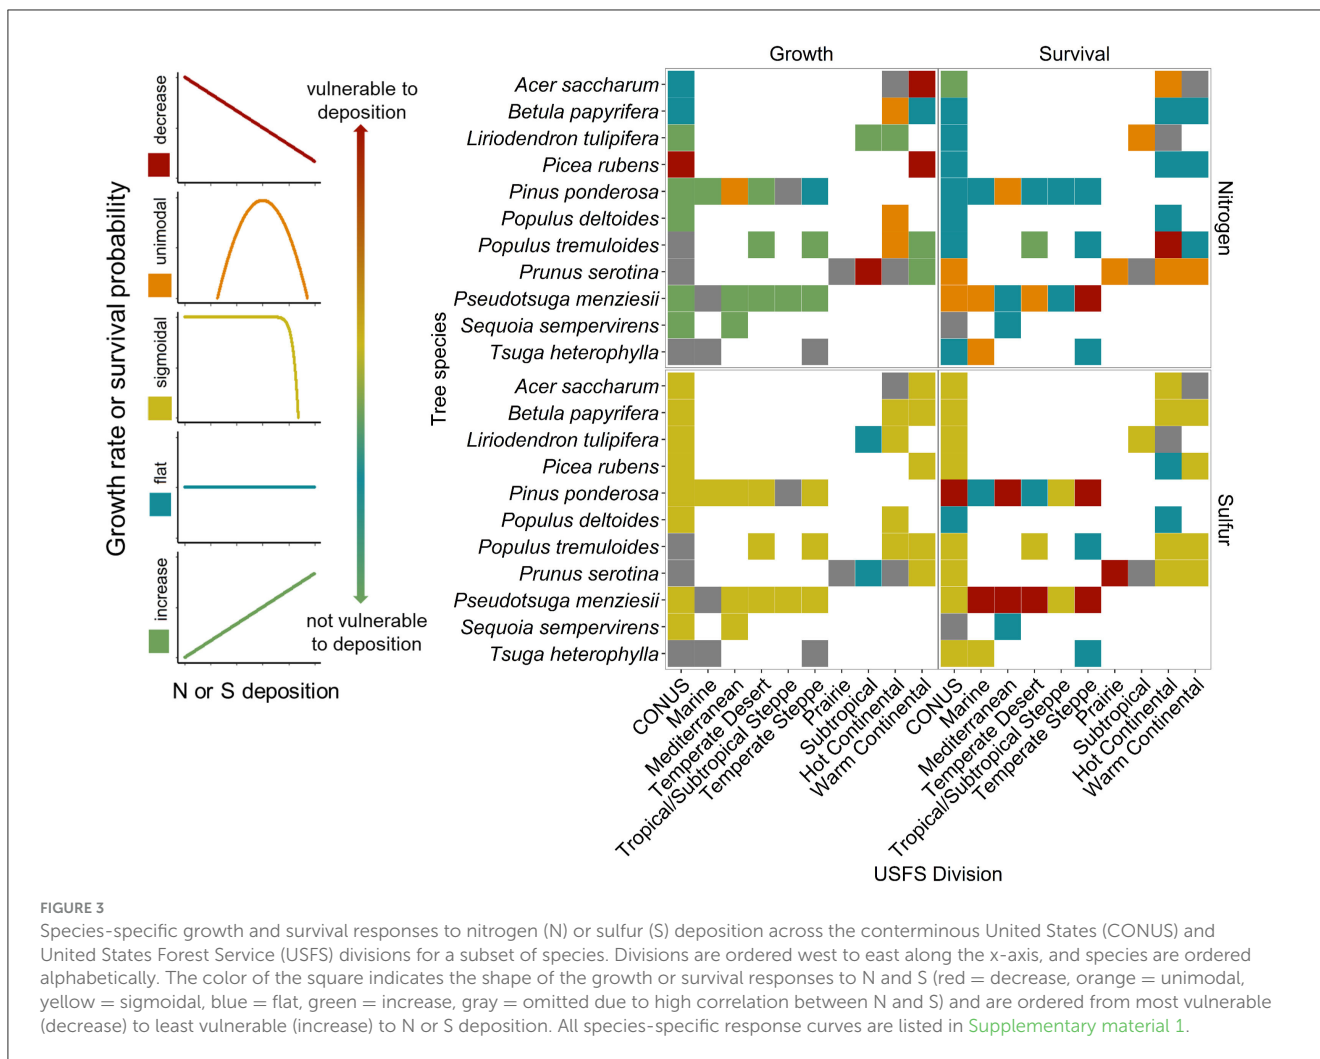 Growth rate or survival probability
decrease
unimodal
sigmoidal
flat
increase
N or S deposition
vulnerable to
deposition
not vulnerable
to deposition
Growth
Survival
Tree species
Acer saccharum
Betula papyrifera
Liriodendron tulipifera
Picea rubens
Pinus ponderosa
Populus deltoides
Populus tremuloides
Prunus serotina
Pseudotsuga menziesii
Sequoia sempervirens
Tsuga heterophylla
Nitrogen
Acer saccharum
Betula papyrifera
Liriodendron tulipifera
Picea rubens
Pinus ponderosa
Populus deltoides
Populus tremuloides
Prunus serotina
Pseudotsuga menziesii
Sequoia sempervirens
Tsuga heterophylla
Sulfur
CONUS
Marine
Mediterranean
Temperate Desert
Tropical/Subtropical Steppe
Temperate Steppe
Prairie
Subtropical
Hot Continental
Warm Continental
CONUS
Marine
Mediterranean
Temperate Desert
Tropical/Subtropical Steppe
Temperate Steppe
Prairie
Subtropical
Hot Continental
Warm Continental
USFS Division
FIGURE 3
Species-specific growth and survival responses to nitrogen (N) or sulfur (S) deposition across the conterminous United States (CONUS) and
United States Forest Service (USFS) divisions for a subset of species. Divisions are ordered west to east along the x-axis, and species are ordered
alphabetically. The color of the square indicates the shape of the growth or survival responses to N and S (red = decrease, orange = unimodal,
yellow = sigmoidal, blue = flat, green = increase, gray = omitted due to high correlation between N and S) and are ordered from most vulnerable
(decrease) to least vulnerable (increase) to N or S deposition. All species-specific response curves are listed in Supplementary material 1.